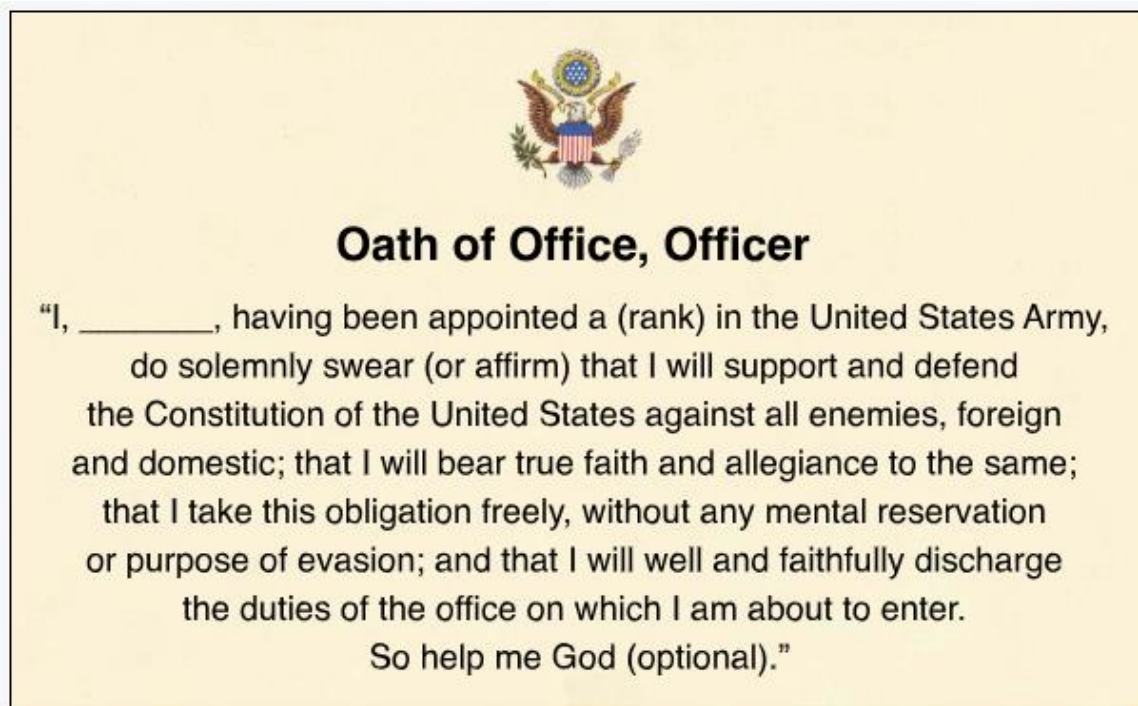 Oath of Office, Officer
“I, _______, having been appointed a (rank) in the United States Army,
do solemnly swear (or affirm) that I will support and defend
the Constitution of the United States against all enemies, foreign
and domestic; that I will bear true faith and allegiance to the same;
that I take this obligation freely, without any mental reservation
or purpose of evasion; and that I will well and faithfully discharge
the duties of the office on which I am about to enter.
So help me God (optional).”